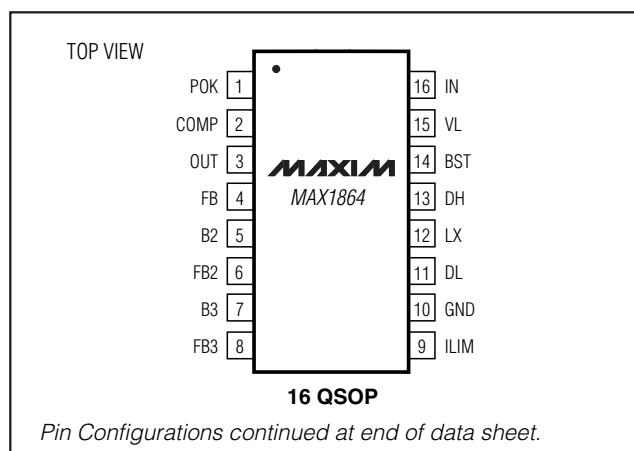 TOP VIEW
POK 1 16 IN
COMP 2 15 VL
OUT 3 MAXIM 14 BST
FB 4 MAX1864 13 DH
B2 5 12 LX
FB2 6 11 DL
B3 7 10 GND
FB3 8 9 ILIM
16 QSOP
Pin Configurations continued at end of data sheet.